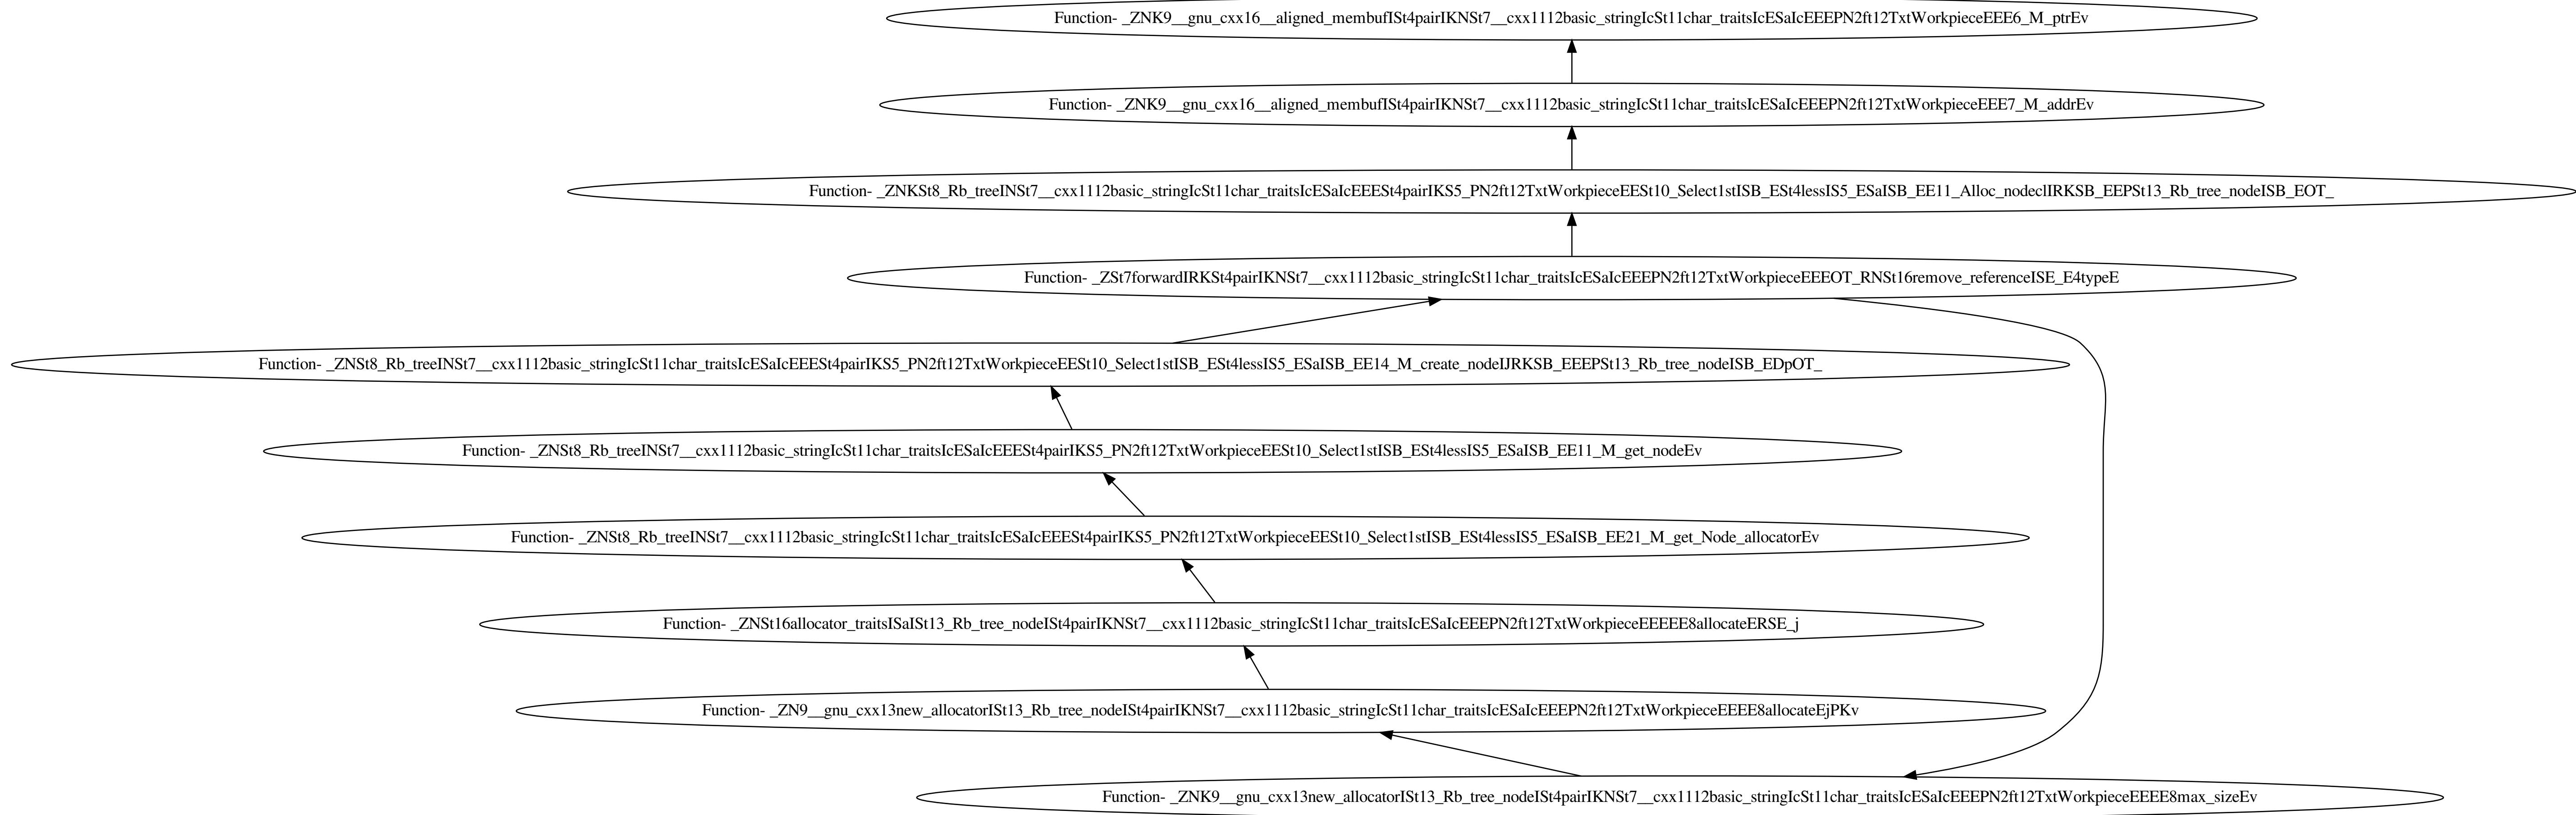 Function- _ZNK9__gnu_cxx16__aligned_membufISt4pairIKNSt7__cxx1112basic_stringIcSt11char_traitsIcESaIcEEEPN2ft12TxtWorkpieceEEE6_M_ptrEv
Function- _ZNK9__gnu_cxx16__aligned_membufISt4pairIKNSt7__cxx1112basic_stringIcSt11char_traitsIcESaIcEEEPN2ft12TxtWorkpieceEEE7_M_addrEv
Function- _ZNKSt8_Rb_treeINSt7__cxx1112basic_stringIcSt11char_traitsIcESaIcEEESt4pairIKS5_PN2ft12TxtWorkpieceEESt10_Select1stISB_ESt4lessIS5_ESaISB_EE11_Alloc_nodeclIRKSB_EEPSt13_Rb_tree_nodeISB_EOT_
Function- _ZSt7forwardIRKSt4pairIKNSt7__cxx1112basic_stringIcSt11char_traitsIcESaIcEEEPN2ft12TxtWorkpieceEEEOT_RNSt16remove_referenceISE_E4typeE
Function- _ZNSt8_Rb_treeINSt7__cxx1112basic_stringIcSt11char_traitsIcESaIcEEESt4pairIKS5_PN2ft12TxtWorkpieceEESt10_Select1stISB_ESt4lessIS5_ESaISB_EE14_M_create_nodeIJRKSB_EEEPSt13_Rb_tree_nodeISB_EDpOT_
Function- _ZNSt8_Rb_treeINSt7__cxx1112basic_stringIcSt11char_traitsIcESaIcEEESt4pairIKS5_PN2ft12TxtWorkpieceEESt10_Select1stISB_ESt4lessIS5_ESaISB_EE11_M_get_nodeEv
Function- _ZNSt8_Rb_treeINSt7__cxx1112basic_stringIcSt11char_traitsIcESaIcEEESt4pairIKS5_PN2ft12TxtWorkpieceEESt10_Select1stISB_ESt4lessIS5_ESaISB_EE21_M_get_Node_allocatorEv
Function- _ZNSt16allocator_traitsISaISt13_Rb_tree_nodeISt4pairIKNSt7__cxx1112basic_stringIcSt11char_traitsIcESaIcEEEPN2ft12TxtWorkpieceEEEEE8allocateERSE_j
Function- _ZN9__gnu_cxx13new_allocatorISt13_Rb_tree_nodeISt4pairIKNSt7__cxx1112basic_stringIcSt11char_traitsIcESaIcEEEPN2ft12TxtWorkpieceEEEE8allocateEjPKv
Function- _ZNK9__gnu_cxx13new_allocatorISt13_Rb_tree_nodeISt4pairIKNSt7__cxx1112basic_stringIcSt11char_traitsIcESaIcEEEPN2ft12TxtWorkpieceEEEE8max_sizeEv